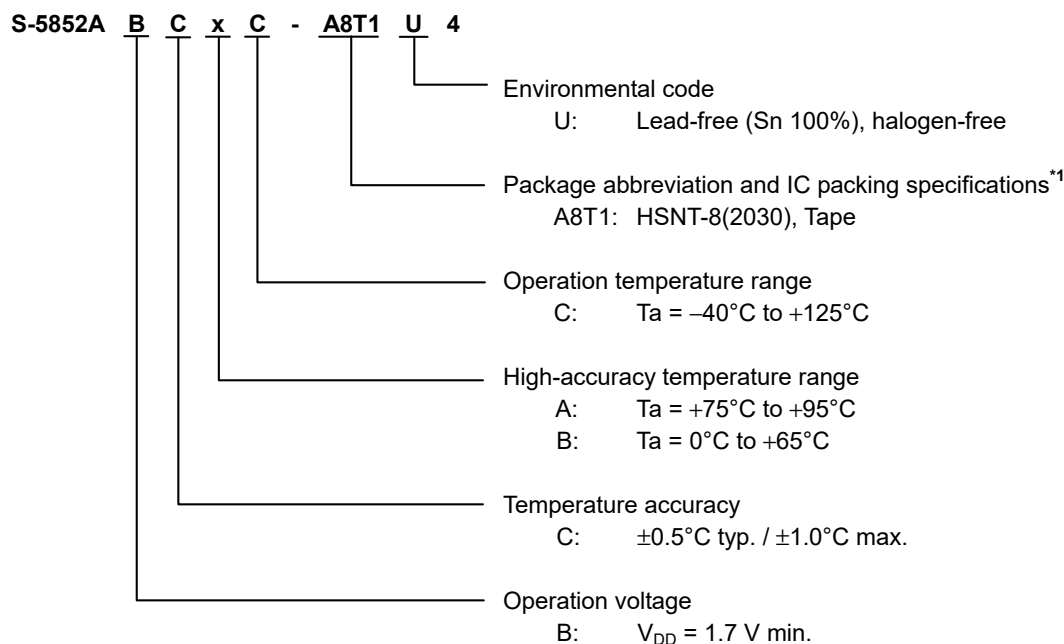 S-5852A B C x C - A8T1 U 4
Environmental code
U: Lead-free (Sn 100%), halogen-free
Package abbreviation and IC packing specifications*1
A8T1: HSNT-8(2030), Tape
Operation temperature range
C: Ta = −40°C to +125°C
High-accuracy temperature range
A: Ta = +75°C to +95°C
B: Ta = 0°C to +65°C
Temperature accuracy
C: ±0.5°C typ. / ±1.0°C max.
Operation voltage
B: VDD = 1.7 V min.